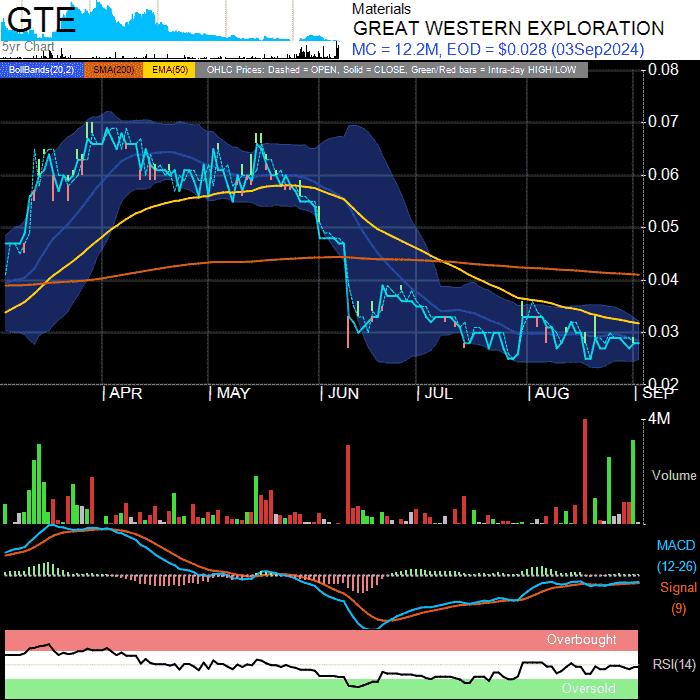 GTE
5yr Chart
Materials
GREAT WESTERN EXPLORATION
MC = 12.2M, EOD = $0.028 (03Sep2024)
BollBands(20,2) SMA(200) EMA(50) OHLC Prices: Dashed = OPEN, Solid = CLOSE, Green/Red bars = Intra-day HIGH/LOW
0.08
0.07
0.06
0.05
0.04
0.03
0.02
APR MAY JUN JUL AUG SEP
4M
Volume
MACD
(12-26)
Signal
(9)
Overbought
RSI(14)
Oversold